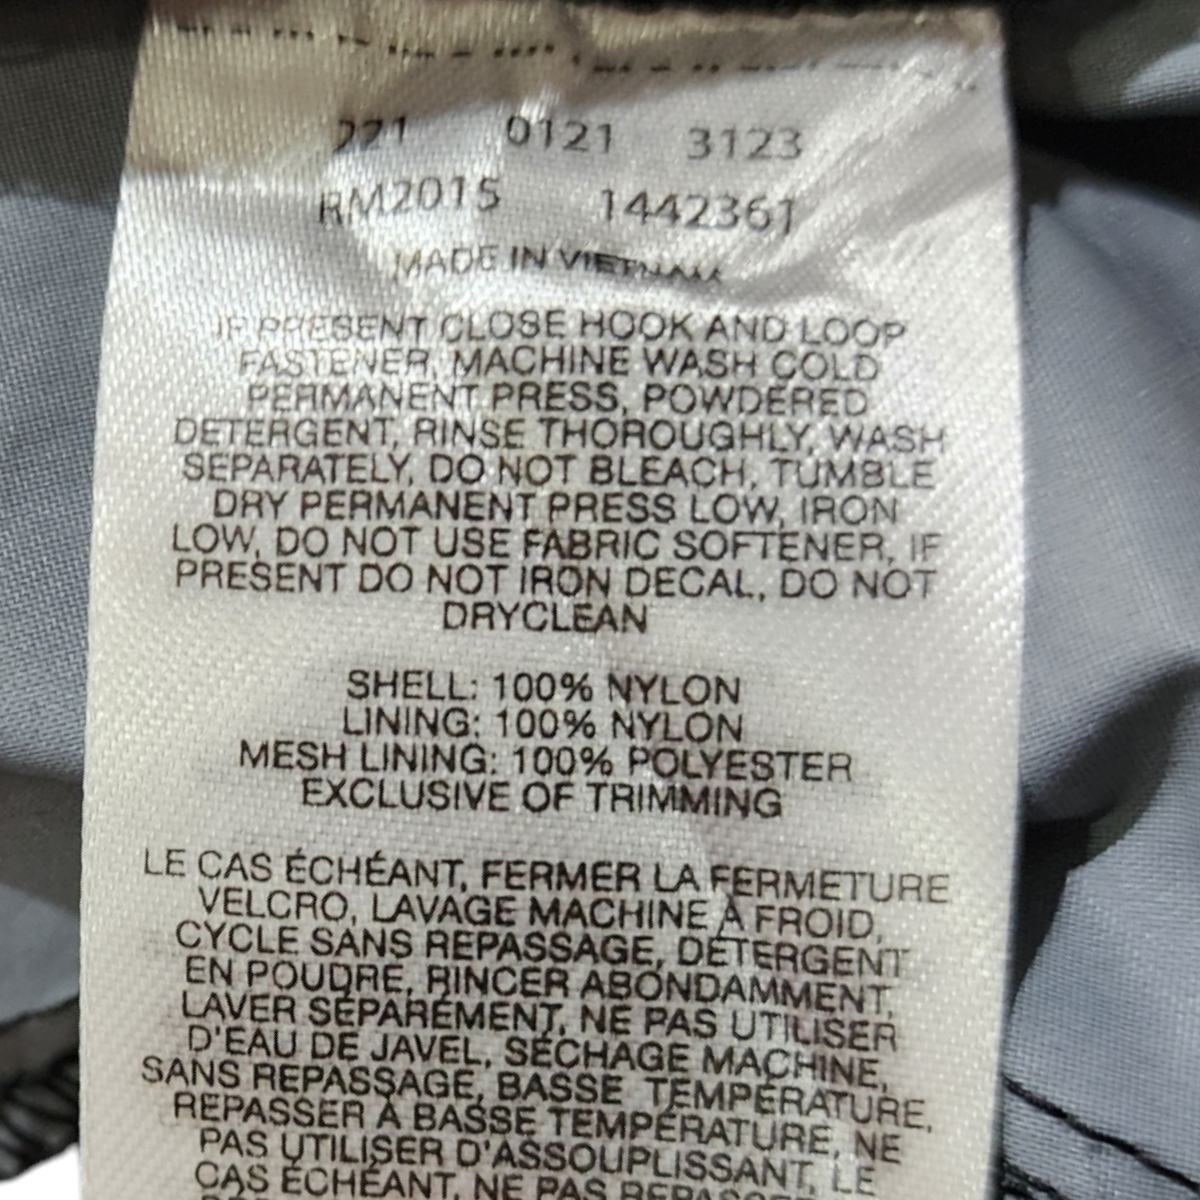 221 0121 3123
RM2015 1442361
MADE IN VIETNAM
IF PRESENT CLOSE HOOK AND LOOP
FASTENER, MACHINE WASH COLD
PERMANENT PRESS, POWDERED
DETERGENT, RINSE THOROUGHLY, WASH
SEPARATELY, DO NOT BLEACH, TUMBLE
DRY PERMANENT PRESS LOW, IRON
LOW, DO NOT USE FABRIC SOFTENER, IF
PRESENT DO NOT IRON DECAL, DO NOT
DRYCLEAN
SHELL: 100% NYLON
LINING: 100% NYLON
MESH LINING: 100% POLYESTER
EXCLUSIVE OF TRIMMING
LE CAS ÉCHÉANT, FERMER LA FERMETURE
VELCRO, LAVAGE MACHINE À FROID,
CYCLE SANS REPASSAGE, DÉTERGENT
EN POUDRE, RINCER ABONDAMMENT,
LAVER SÉPARÉMENT, NE PAS UTILISER
D'EAU DE JAVEL, SÉCHAGE MACHINE,
SANS REPASSAGE, BASSE TEMPÉRATURE,
REPASSER À BASSE TEMPÉRATURE, NE
PAS UTILISER D'ASSOUPLISSANT, LE
CAS ÉCHÉANT, NE PAS REPASSER